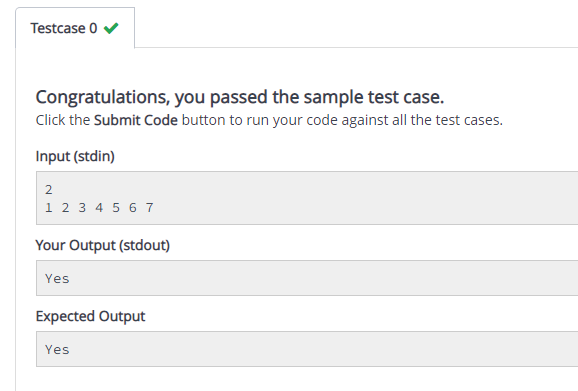 Testcase 0
Congratulations, you passed the sample test case.
Click the Submit Code button to run your code against all the test cases.
Input (stdin)
2
1 2 3 4 5 6 7
Your Output (stdout)
Yes
Expected Output
Yes